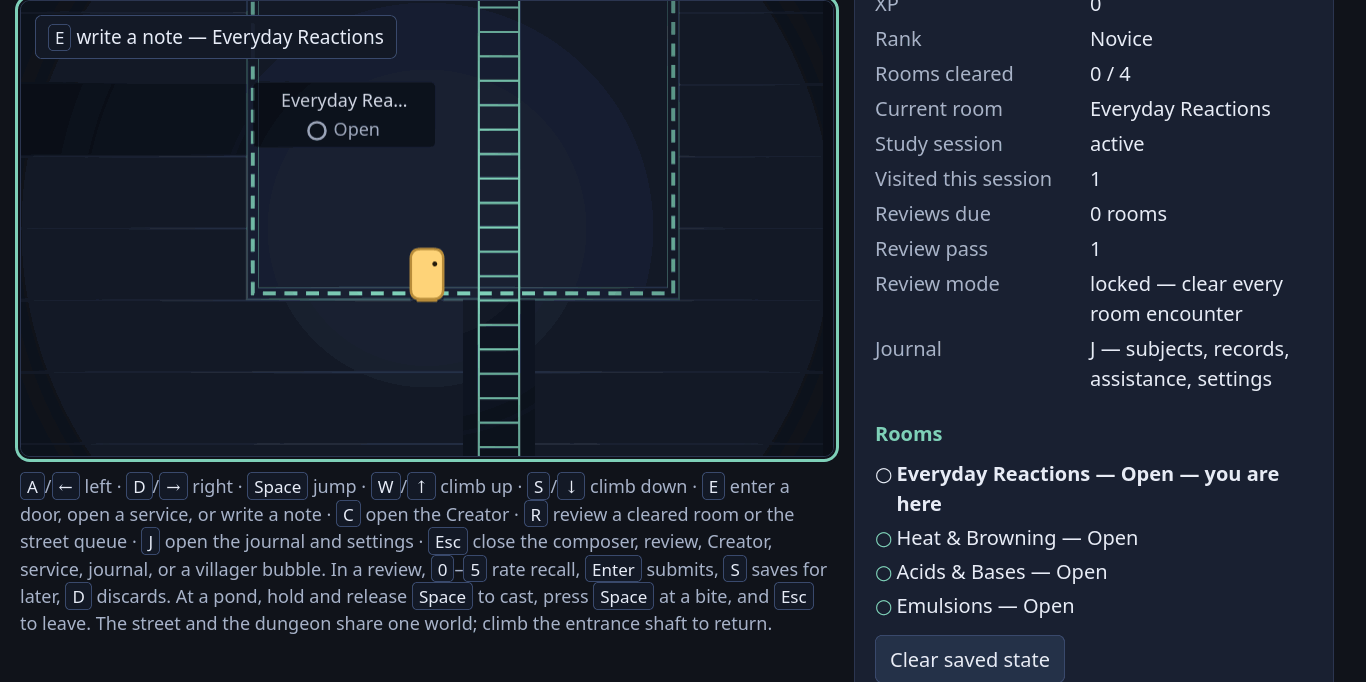 E write a note — Everyday Reactions
Everyday Rea...
Open
A/← left · D/→ right · Space jump · W/↑ climb up · S/↓ climb down · E enter a
door, open a service, or write a note · C open the Creator · R review a cleared room or the
street queue · J open the journal and settings · Esc close the composer, review, Creator,
service, journal, or a villager bubble. In a review, 0–5 rate recall, Enter submits, S saves for
later, D discards. At a pond, hold and release Space to cast, press Space at a bite, and Esc
to leave. The street and the dungeon share one world; climb the entrance shaft to return.
XP 0
Rank Novice
Rooms cleared 0 / 4
Current room Everyday Reactions
Study session active
Visited this session 1
Reviews due 0 rooms
Review pass 1
Review mode locked — clear every
room encounter
Journal J — subjects, records,
assistance, settings
Rooms
Everyday Reactions — Open — you are
here
Heat & Browning — Open
Acids & Bases — Open
Emulsions — Open
Clear saved state